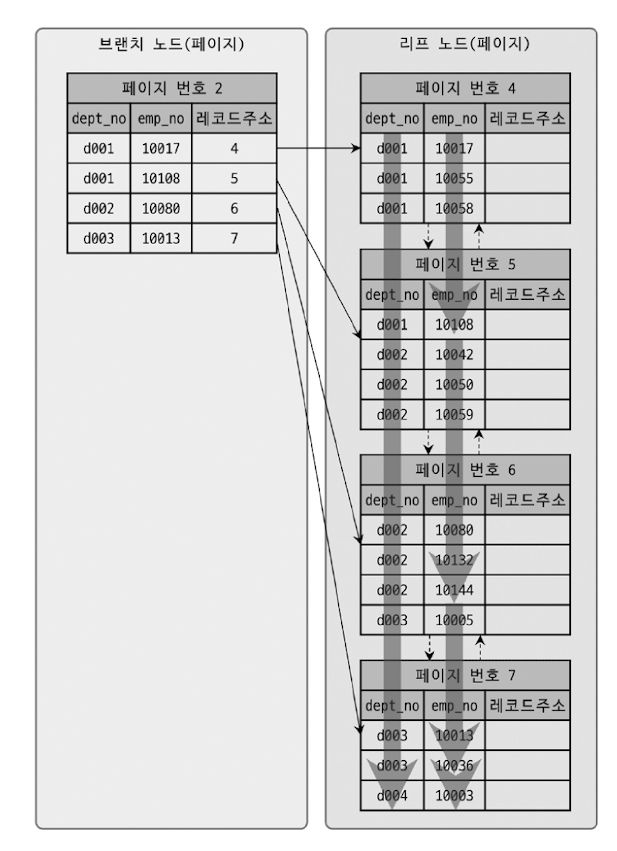 브랜치 노드(페이지)
페이지 번호 2
dept_no emp_no 레코드주소
d001 10017 4
d001 10108 5
d002 10080 6
d003 10013 7
리프 노드(페이지)
페이지 번호 4
dept_no emp_no 레코드주소
d001 10017
d001 10055
d001 10058
페이지 번호 5
dept_no emp_no 레코드주소
d001 10108
d002 10042
d002 10050
d002 10059
페이지 번호 6
dept_no emp_no 레코드주소
d002 10080
d002 10132
d002 10144
d003 10005
페이지 번호 7
dept_no emp_no 레코드주소
d003 10013
d003 10036
d004 10003